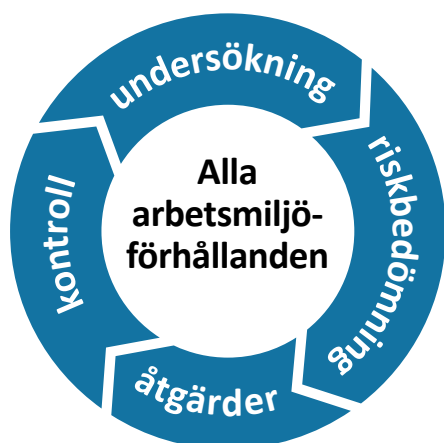 undersökning
riskbedömning
åtgärder
kontroll
Alla
arbetsmiljö-
förhållanden